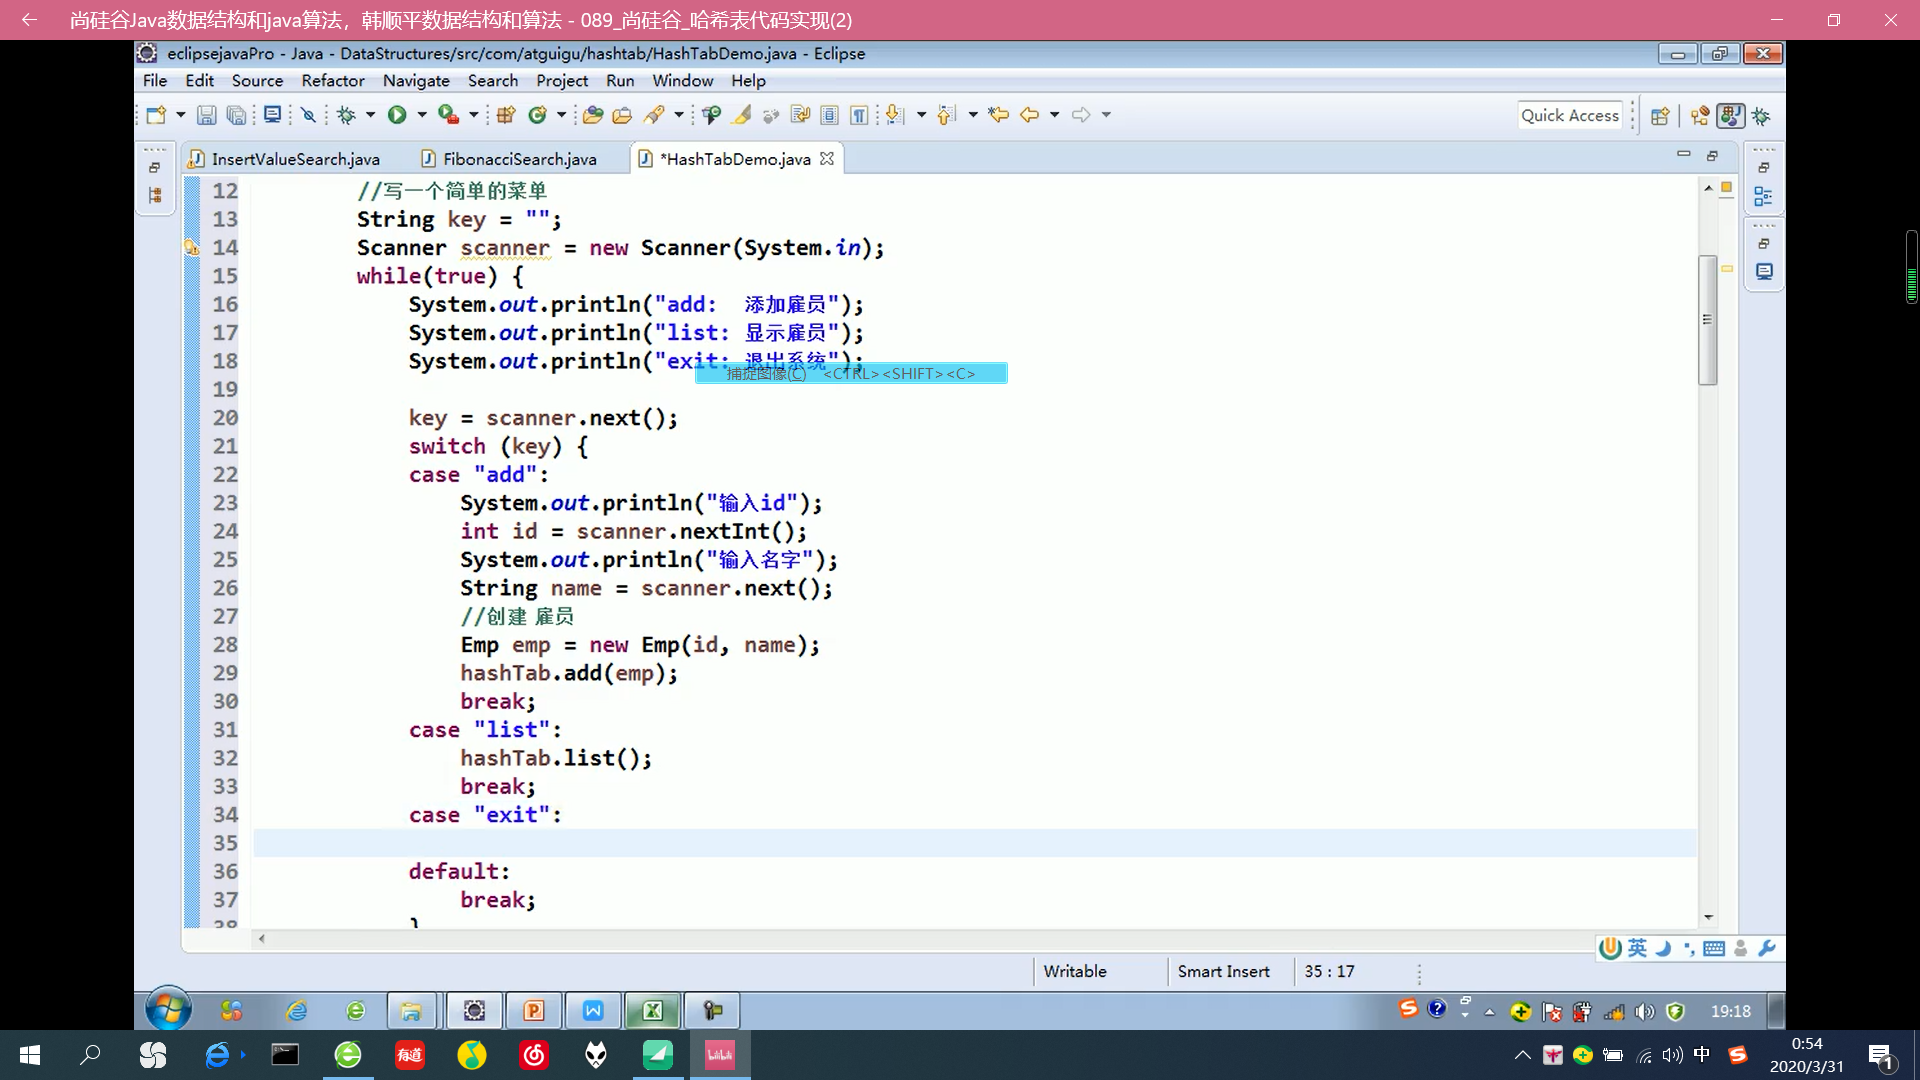 尚硅谷Java数据结构和java算法，韩顺平数据结构和算法 - 089_尚硅谷_哈希表代码实现(2)
eclipsejavaPro - Java - DataStructures/src/com/atguigu/hashtab/HashTabDemo.java - Eclipse
File Edit Source Refactor Navigate Search Project Run Window Help
Quick Access
InsertValueSearch.java FibonacciSearch.java *HashTabDemo.java
12 //写一个简单的菜单
13 String key = "";
14 Scanner scanner = new Scanner(System.in);
15 while(true) {
16 System.out.println("add:  添加雇员");
17 System.out.println("list: 显示雇员");
18 System.out.println("exit: 退出系统");
捕捉图像(C) <CTRL><SHIFT><C>
19
20 key = scanner.next();
21 switch (key) {
22 case "add":
23 System.out.println("输入id");
24 int id = scanner.nextInt();
25 System.out.println("输入名字");
26 String name = scanner.next();
27 //创建 雇员
28 Emp emp = new Emp(id, name);
29 hashTab.add(emp);
30 break;
31 case "list":
32 hashTab.list();
33 break;
34 case "exit":
35
36 default:
37 break;
38 }
英
Writable Smart Insert 35 : 17
19:18
有道
bilibili
中
0:54
2020/3/31
1